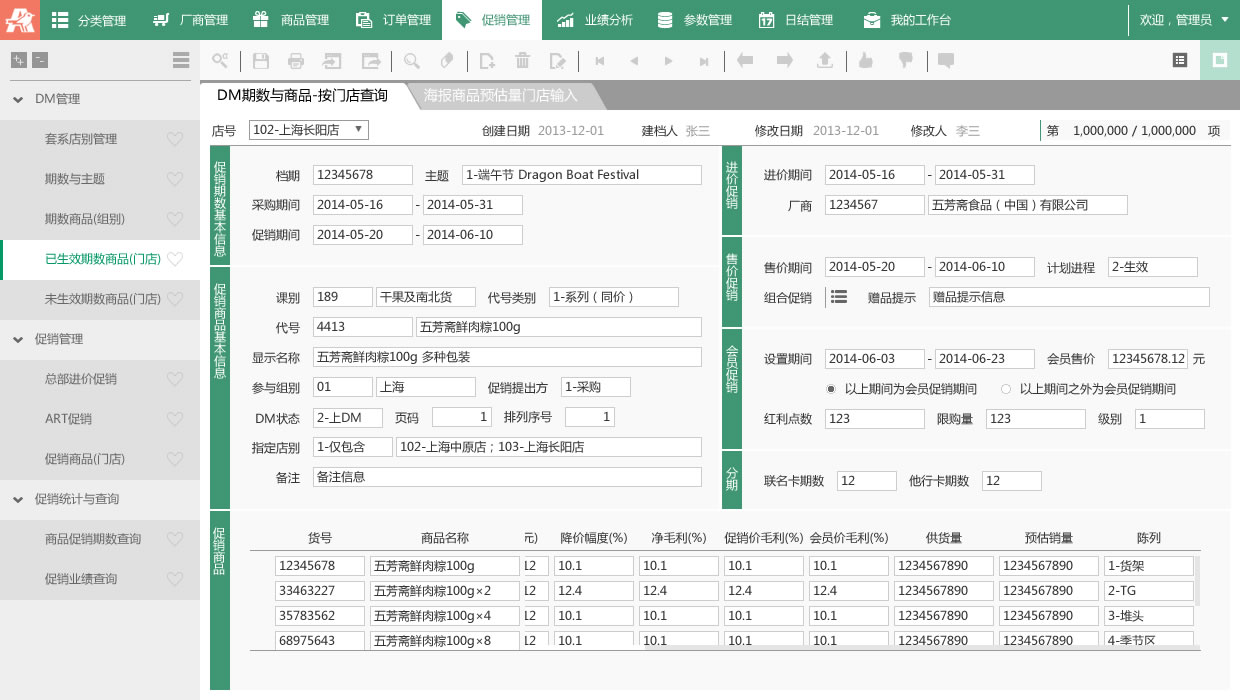 分类管理 厂商管理 商品管理 订单管理 促销管理 业绩分析 参数管理 日结管理 我的工作台 欢迎，管理员
DM管理
套系店别管理
期数与主题
期数商品(组别)
已生效期数商品(门店)
未生效期数商品(门店)
促销管理
总部进价促销
ART促销
促销商品(门店)
促销统计与查询
商品促销期数查询
促销业绩查询
DM期数与商品-按门店查询 海报商品预估量门店输入
店号 102-上海长阳店 创建日期 2013-12-01 建档人 张三 修改日期 2013-12-01 修改人 李三 第 1,000,000 / 1,000,000 项
促销期数基本信息
档期 12345678 主题 1-端午节 Dragon Boat Festival
采购期间 2014-05-16 - 2014-05-31
促销期间 2014-05-20 - 2014-06-10
促销商品基本信息
课别 189 干果及南北货 代号类别 1-系列（同价）
代号 4413 五芳斋鲜肉粽100g
显示名称 五芳斋鲜肉粽100g 多种包装
参与组别 01 上海 促销提出方 1-采购
DM状态 2-上DM 页码 1 排列序号 1
指定店别 1-仅包含 102-上海中原店；103-上海长阳店
备注 备注信息
进价促销
进价期间 2014-05-16 - 2014-05-31
厂商 1234567 五芳斋食品（中国）有限公司
售价促销
售价期间 2014-05-20 - 2014-06-10 计划进程 2-生效
组合促销 赠品提示 赠品提示信息
会员促销
设置期间 2014-06-03 - 2014-06-23 会员售价 12345678.12 元
以上期间为会员促销期间 以上期间之外为会员促销期间
红利点数 123 限购量 123 级别 1
分期
联名卡期数 12 他行卡期数 12
促销商品
货号 商品名称 元) 降价幅度(%) 净毛利(%) 促销价毛利(%) 会员价毛利(%) 供货量 预估销量 陈列
12345678 五芳斋鲜肉粽100g 12 10.1 10.1 10.1 10.1 1234567890 1234567890 1-货架
33463227 五芳斋鲜肉粽100g×2 12 12.4 12.4 12.4 12.4 1234567890 1234567890 2-TG
35783562 五芳斋鲜肉粽100g×4 12 10.1 10.1 10.1 10.1 1234567890 1234567890 3-堆头
68975643 五芳斋鲜肉粽100g×8 12 10.1 10.1 10.1 10.1 1234567890 1234567890 4-季节区